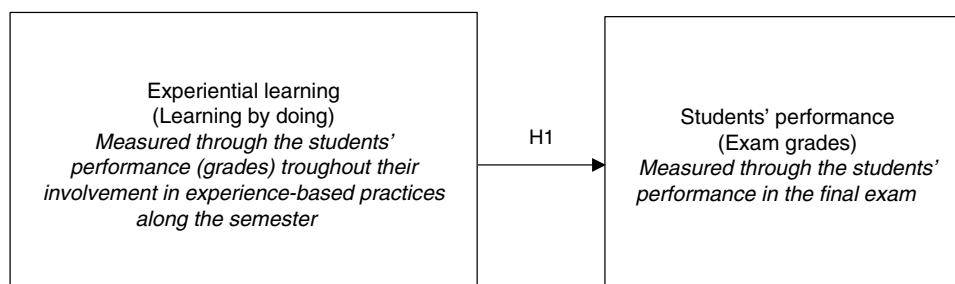 Experiential learning
(Learning by doing)
Measured through the students'
performance (grades) troughout their
involvement in experience-based practices
along the semester
H1
Students' performance
(Exam grades)
Measured through the students'
performance in the final exam